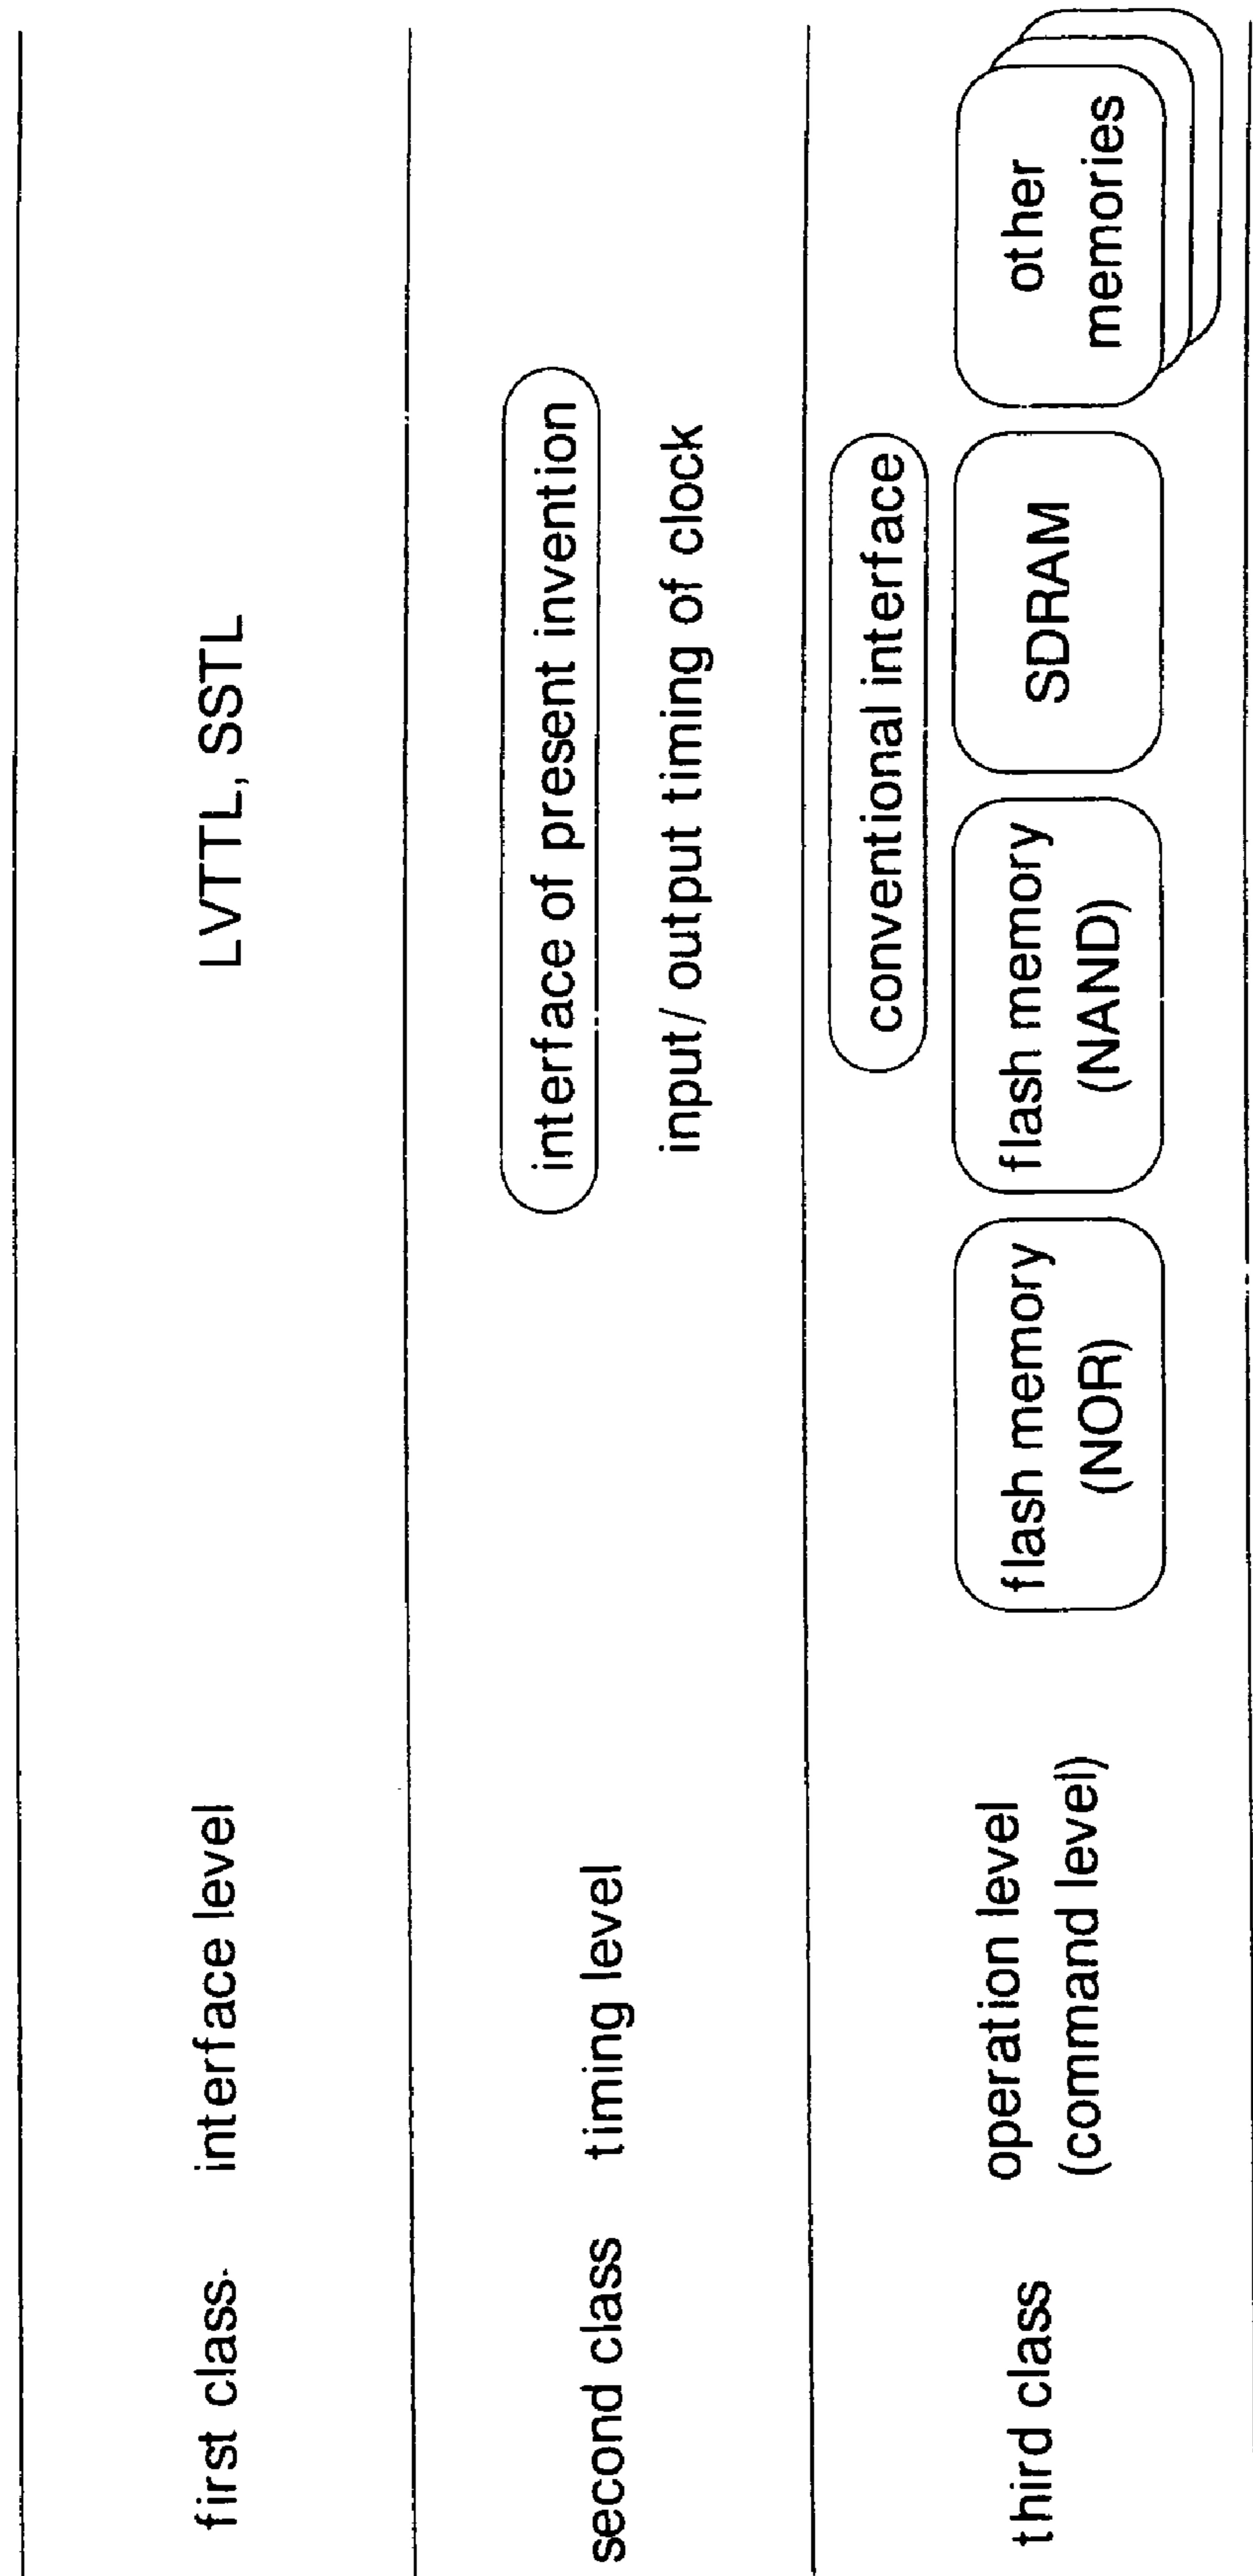 first class
interface level
LVTTL, SSTL
second class
timing level
interface of present invention
input/ output timing of clock
third class
operation level
(command level)
conventional interface
flash memory
(NOR)
flash memory
(NAND)
SDRAM
other
memories